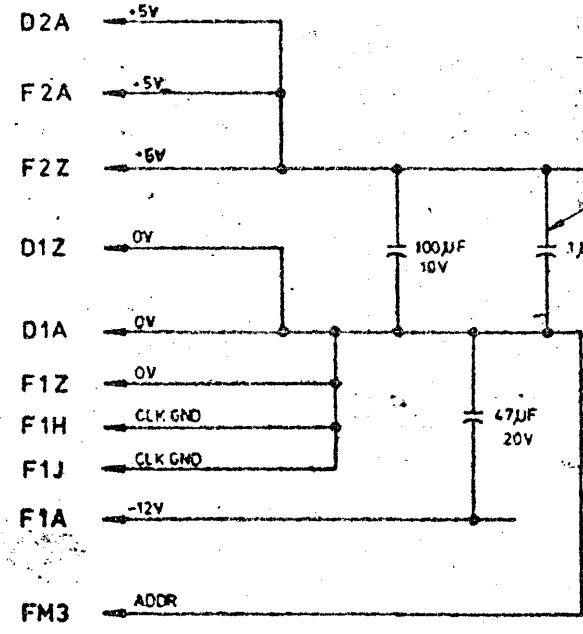 D2A +5V
F2A +5V
F2Z +5V
D1Z 0V
100µF
10V
D1A 0V
F1Z 0V
F1H CLK GND
47µF
20V
F1J CLK GND
F1A -12V
FM3 ADDR